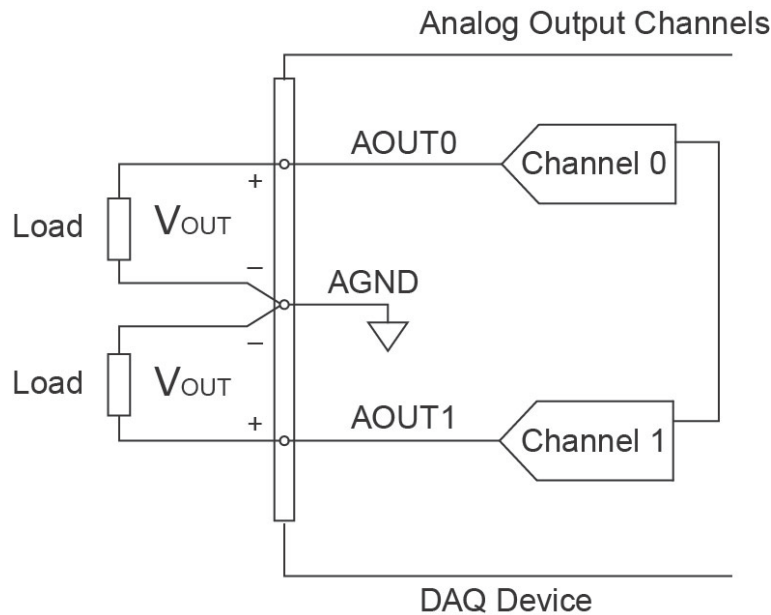 Analog Output Channels
AOUT0
Channel 0
+
Load
VOUT
–
AGND
–
Load
VOUT
+
AOUT1
Channel 1
DAQ Device